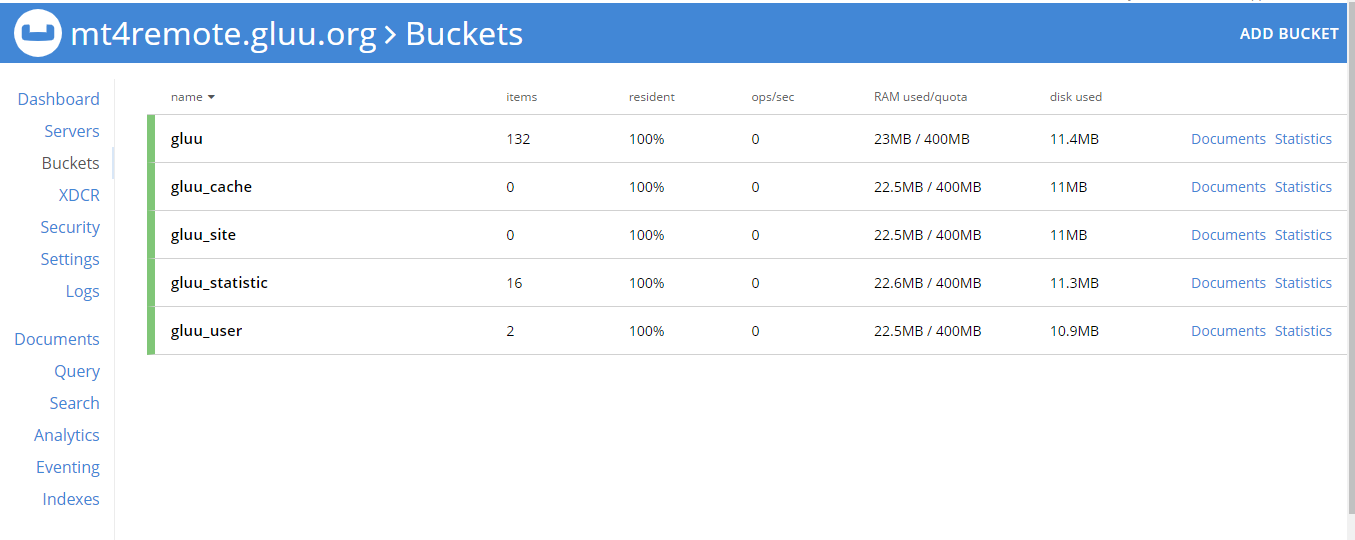 mt4remote.gluu.org > Buckets
ADD BUCKET
Dashboard
Servers
Buckets
XDCR
Security
Settings
Logs
Documents
Query
Search
Analytics
Eventing
Indexes
name items resident ops/sec RAM used/quota disk used
gluu 132 100% 0 23MB / 400MB 11.4MB Documents Statistics
gluu_cache 0 100% 0 22.5MB / 400MB 11MB Documents Statistics
gluu_site 0 100% 0 22.5MB / 400MB 11MB Documents Statistics
gluu_statistic 16 100% 0 22.6MB / 400MB 11.3MB Documents Statistics
gluu_user 2 100% 0 22.5MB / 400MB 10.9MB Documents Statistics